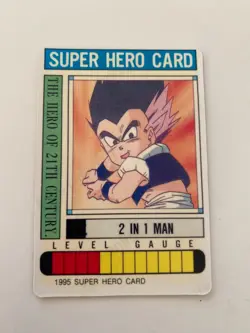 SUPER HERO CARD
THE HERO OF 21TH CENTURY.
2 IN 1 MAN
LEVEL GAUGE
1995 SUPER HERO CARD